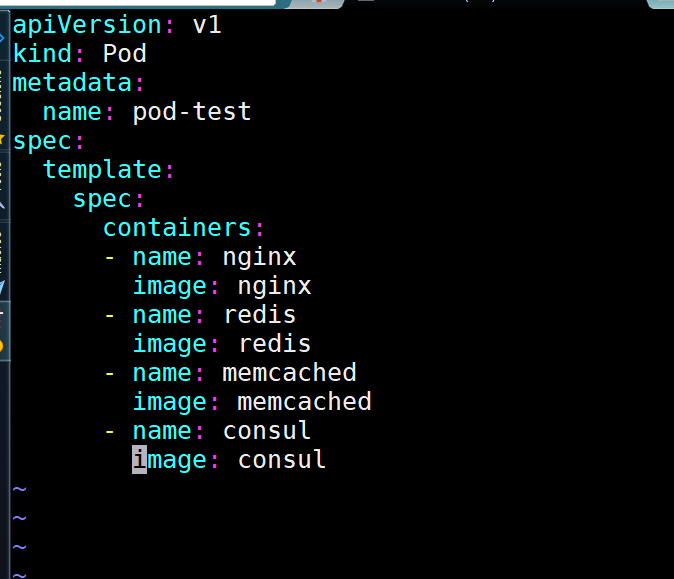 apiVersion: v1
kind: Pod
metadata:
  name: pod-test
spec:
  template:
    spec:
      containers:
      - name: nginx
        image: nginx
      - name: redis
        image: redis
      - name: memcached
        image: memcached
      - name: consul
        image: consul
~
~
~
~